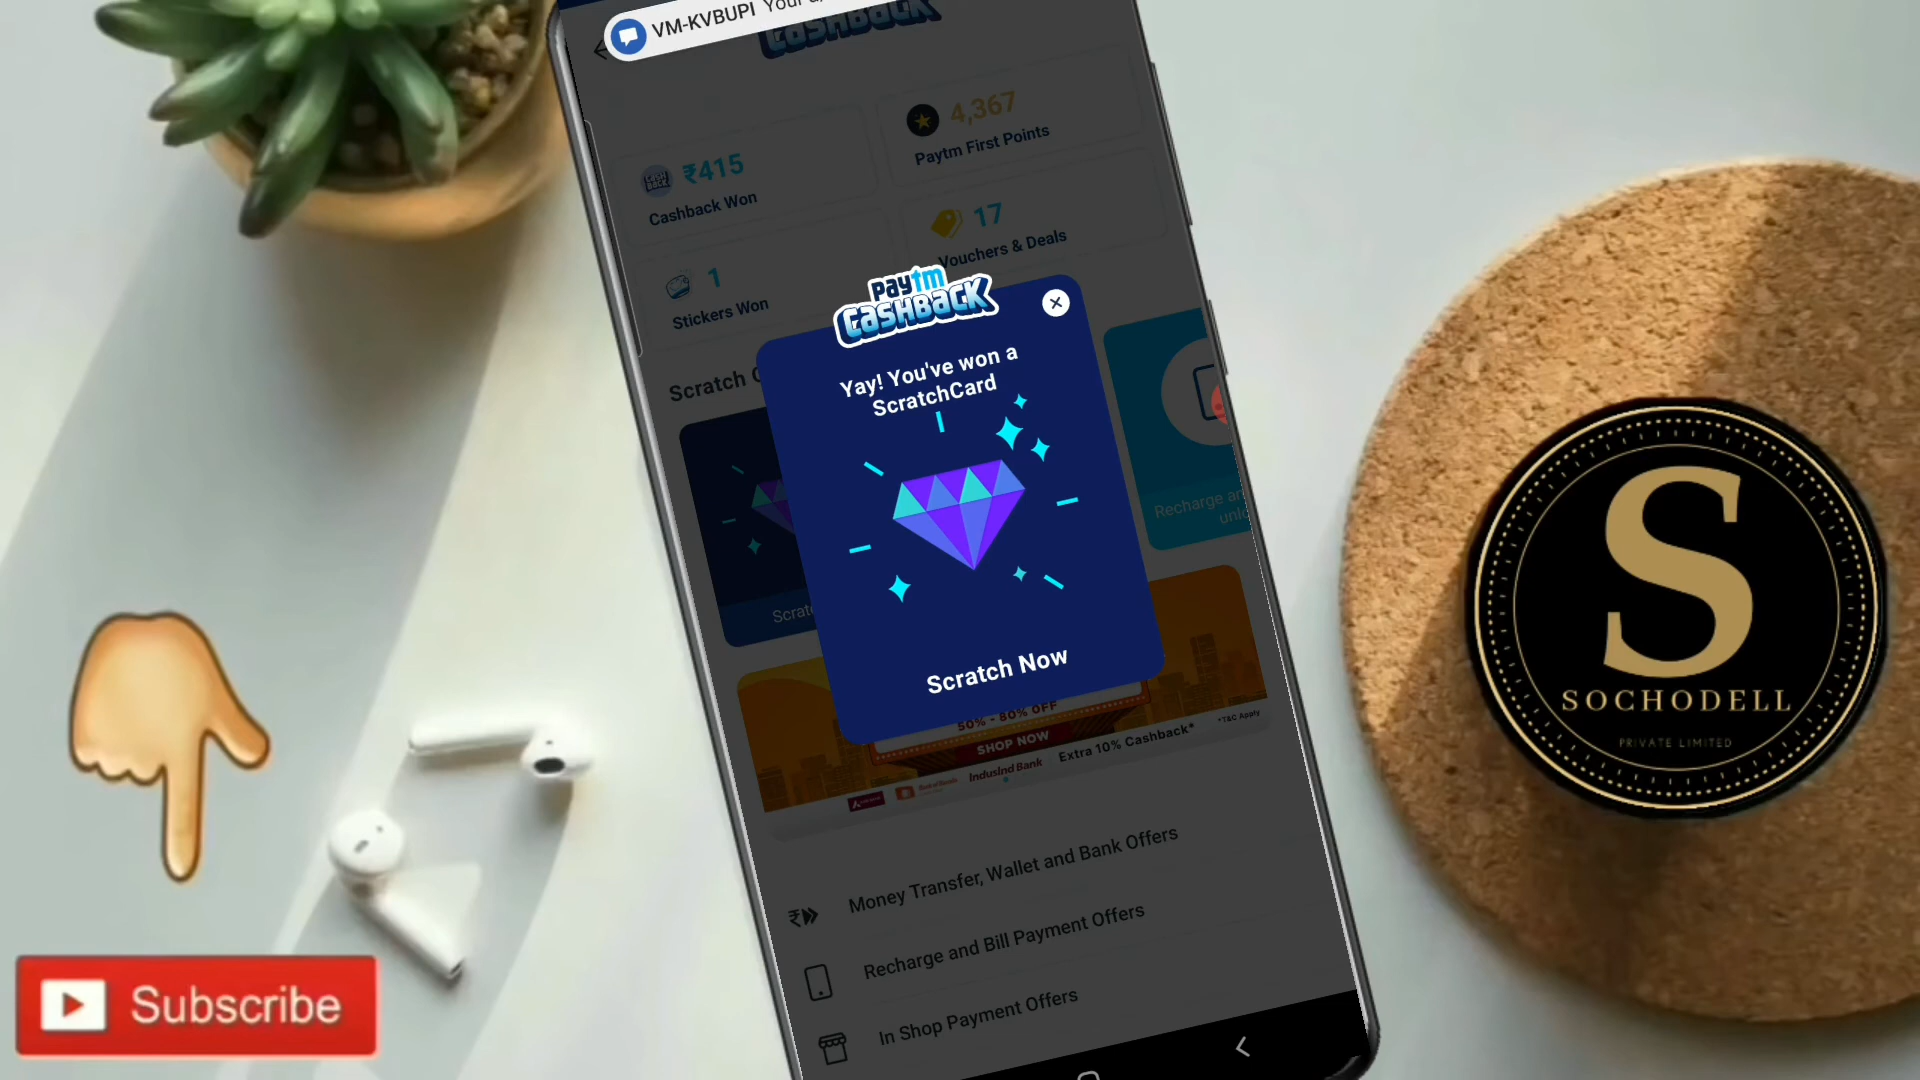 VM-KVBUPI Your
CASHBACK
4,367
Paytm First Points
₹415
Cashback Won
17
Vouchers & Deals
1
Stickers Won
paytm
CASHBACK
Yay! You've won a
ScratchCard
Scratch Now
Scratch
Recharge
50% - 80% OFF
SHOP NOW
IndusInd Bank
Extra 10% Cashback*
*T&C Apply
Money Transfer, Wallet and Bank Offers
Recharge and Bill Payment Offers
In Shop Payment Offers
Subscribe
S
SOCHODELL
PRIVATE LIMITED